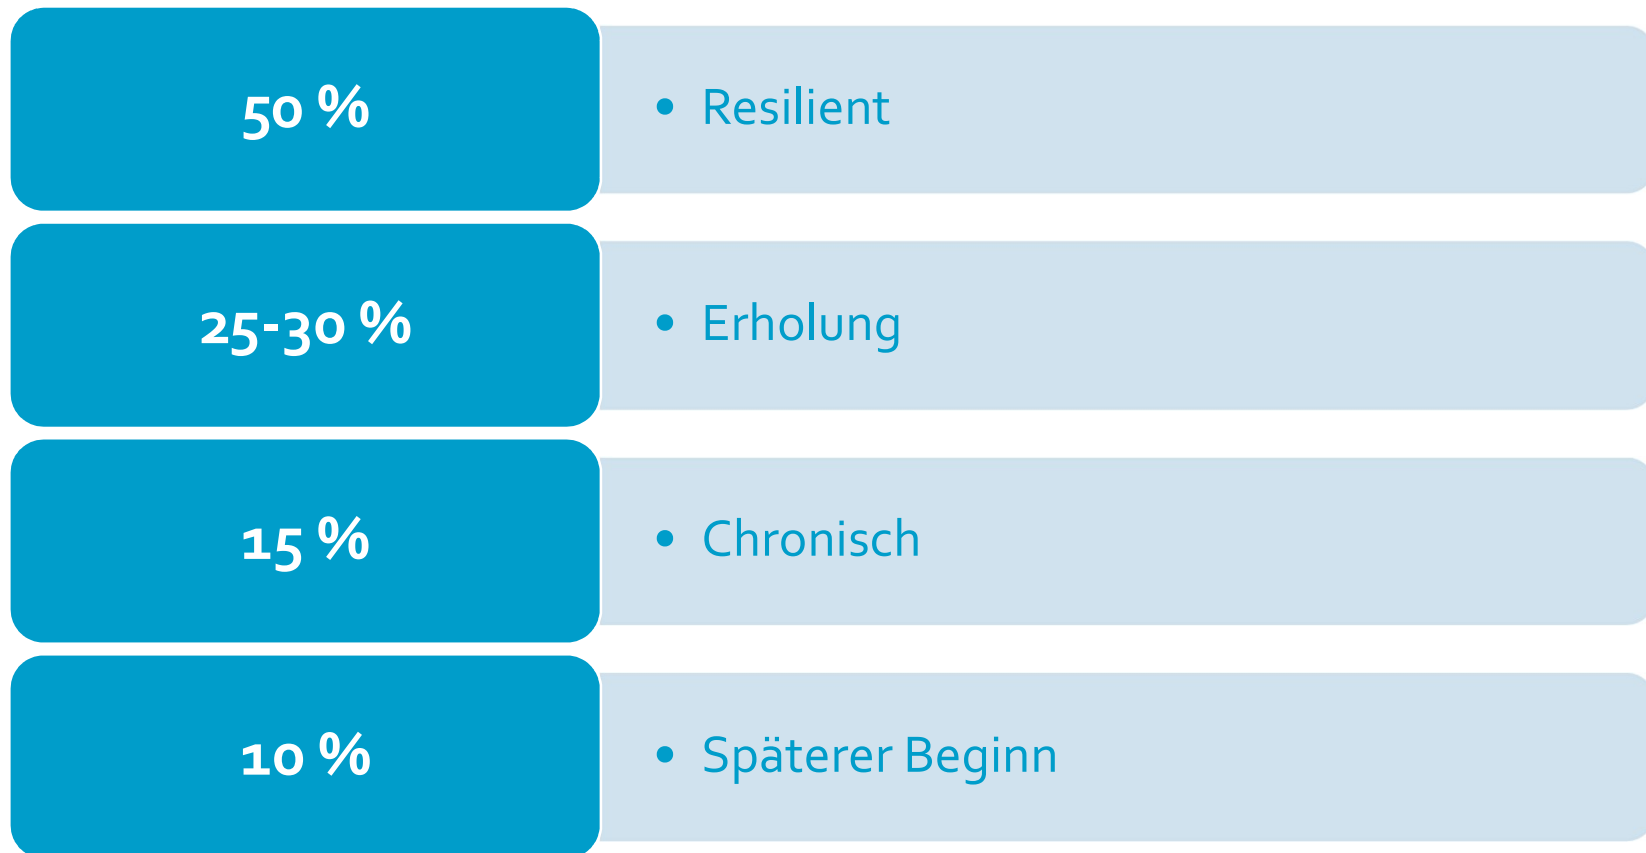 50 %
• Resilient
25-30 %
• Erholung
15 %
• Chronisch
10 %
• Späterer Beginn